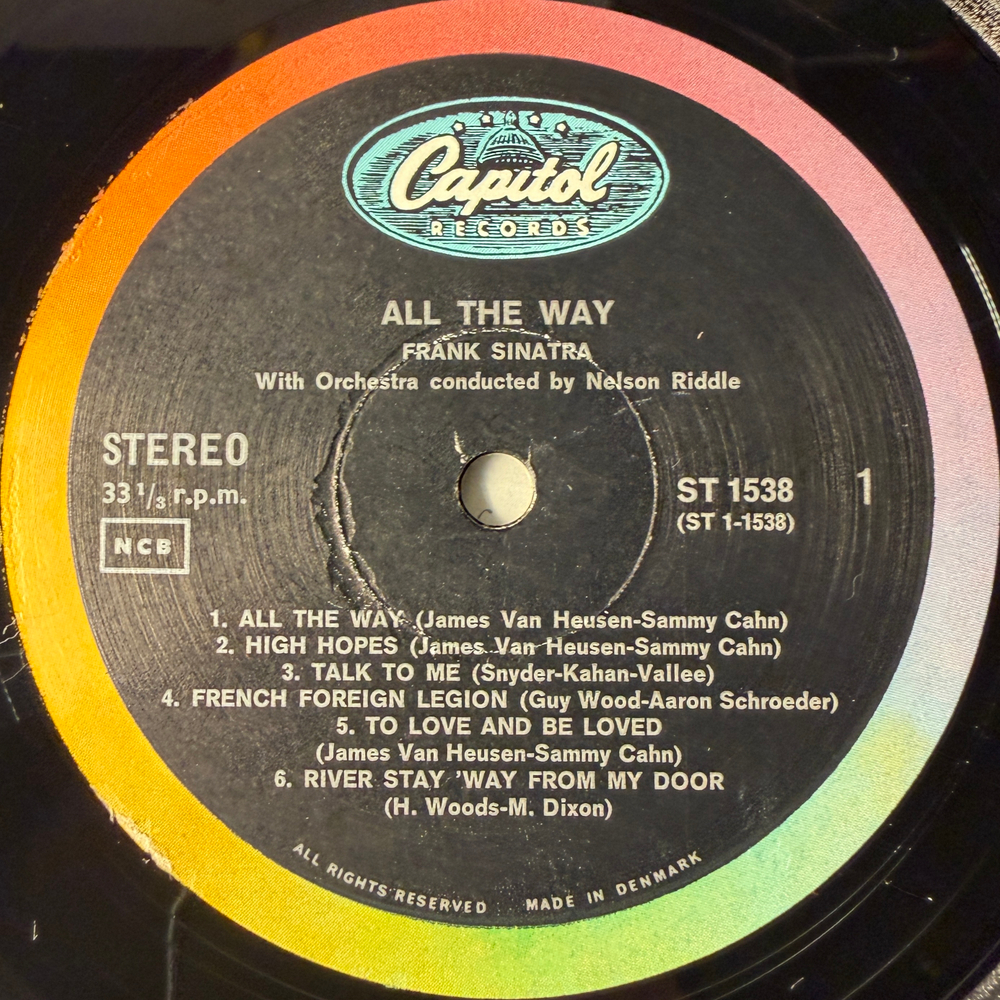 Capitol
RECORDS
ALL THE WAY
FRANK SINATRA
With Orchestra conducted by Nelson Riddle
STEREO
33 1/3 r.p.m.
NCB
ST 1538
(ST 1-1538)
1
1. ALL THE WAY (James Van Heusen-Sammy Cahn)
2. HIGH HOPES (James Van Heusen-Sammy Cahn)
3. TALK TO ME (Snyder-Kahan-Vallee)
4. FRENCH FOREIGN LEGION (Guy Wood-Aaron Schroeder)
5. TO LOVE AND BE LOVED
(James Van Heusen-Sammy Cahn)
6. RIVER STAY 'WAY FROM MY DOOR
(H. Woods-M. Dixon)
ALL RIGHTS RESERVED MADE IN DENMARK